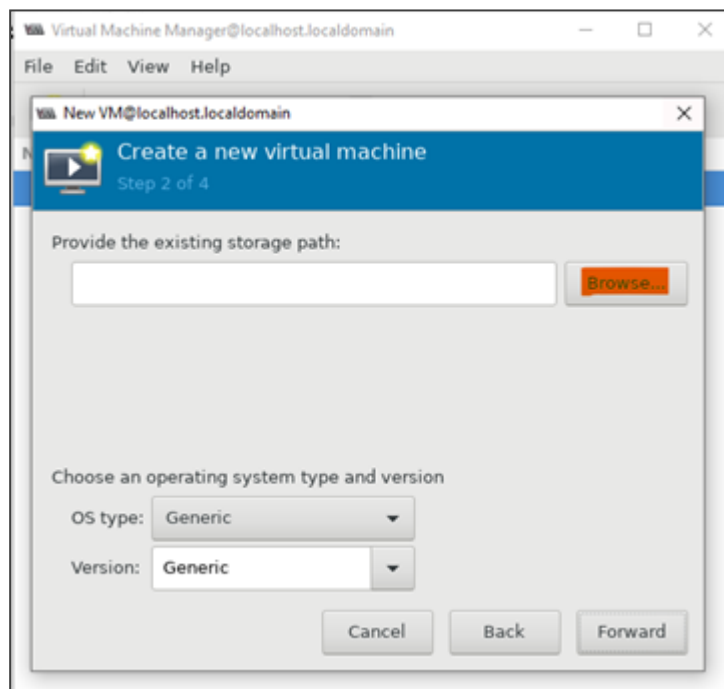 Virtual Machine Manager@localhost.localdomain
File Edit View Help
New VM@localhost.localdomain
Create a new virtual machine
Step 2 of 4
Provide the existing storage path:
Browse...
Choose an operating system type and version
OS type: Generic
Version: Generic
Cancel Back Forward